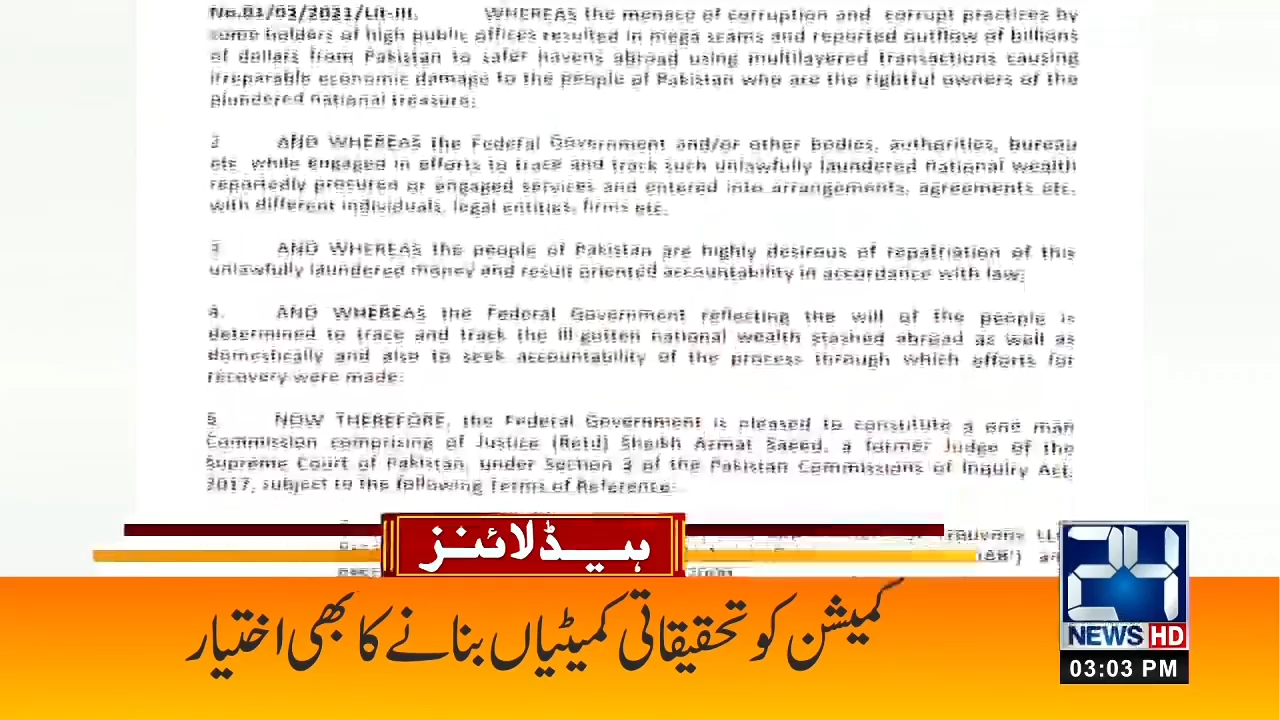 No.01/03/2021/Lit-III. WHEREAS the menace of corruption and corrupt practices by
some holders of high public offices resulted in mega scams and reported outflow of billions
of dollars from Pakistan to safer havens abroad using multilayered transactions causing
irreparable economic damage to the people of Pakistan who are the rightful owners of the
plundered national treasure;
2 AND WHEREAS the Federal Government and/or other bodies, authorities, bureau
etc. while engaged in efforts to trace and track such unlawfully laundered national wealth
reportedly procured or engaged services and entered into arrangements, agreements etc.
with different individuals, legal entities, firms etc.
3 AND WHEREAS the people of Pakistan are highly desirous of repatriation of this
unlawfully laundered money and result oriented accountability in accordance with law;
4. AND WHEREAS the Federal Government reflecting the will of the people is
determined to trace and track the ill-gotten national wealth stashed abroad as well as
domestically and also to seek accountability of the process through which efforts for
recovery were made;
5 NOW THEREFORE, the Federal Government is pleased to constitute a one man
Commission comprising of Justice (Retd) Sheikh Azmat Saeed, a former Judge of the
Supreme Court of Pakistan, under Section 3 of the Pakistan Commissions of Inquiry Act,
2017, subject to the following Terms of Reference:
ہیڈلائنز
کمیشن کو تحقیقاتی کمیٹیاں بنانے کا بھی اختیار
24
NEWS HD
03:03 PM